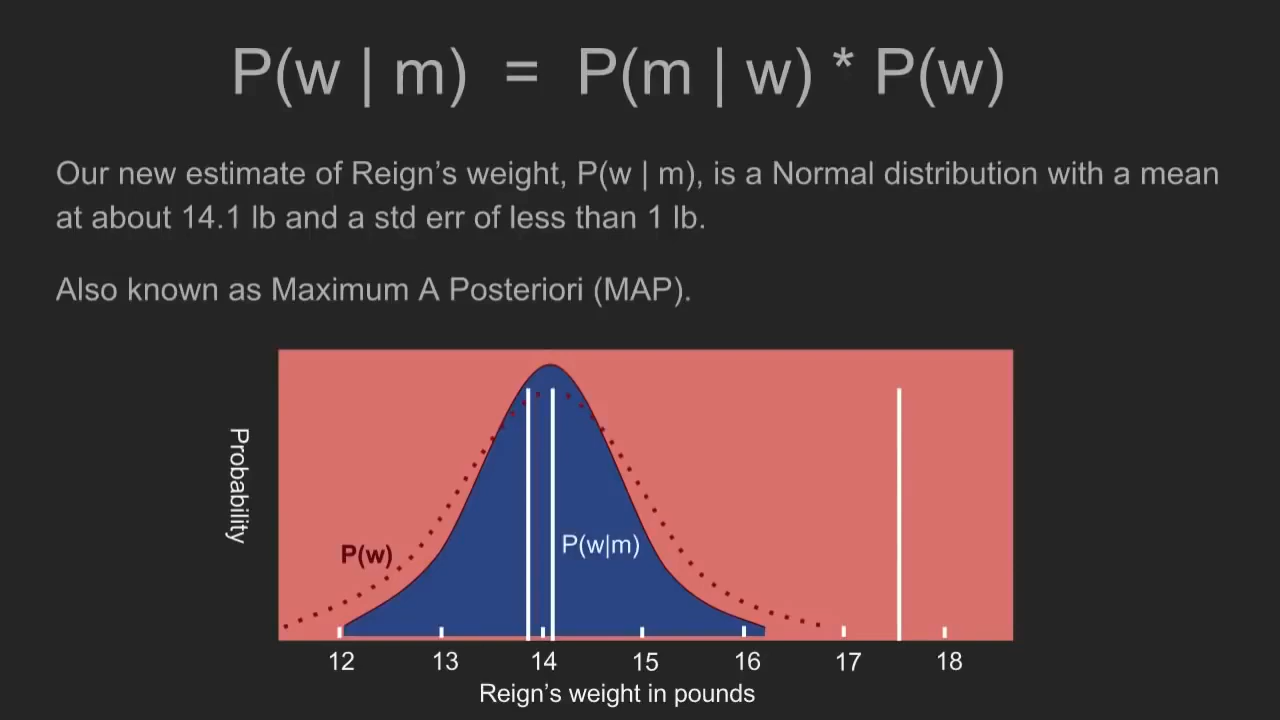 P(w | m) = P(m | w) * P(w)
Our new estimate of Reign’s weight, P(w | m), is a Normal distribution with a mean
at about 14.1 lb and a std err of less than 1 lb.
Also known as Maximum A Posteriori (MAP).
Probability
P(w)
P(w|m)
12 13 14 15 16 17 18
Reign’s weight in pounds